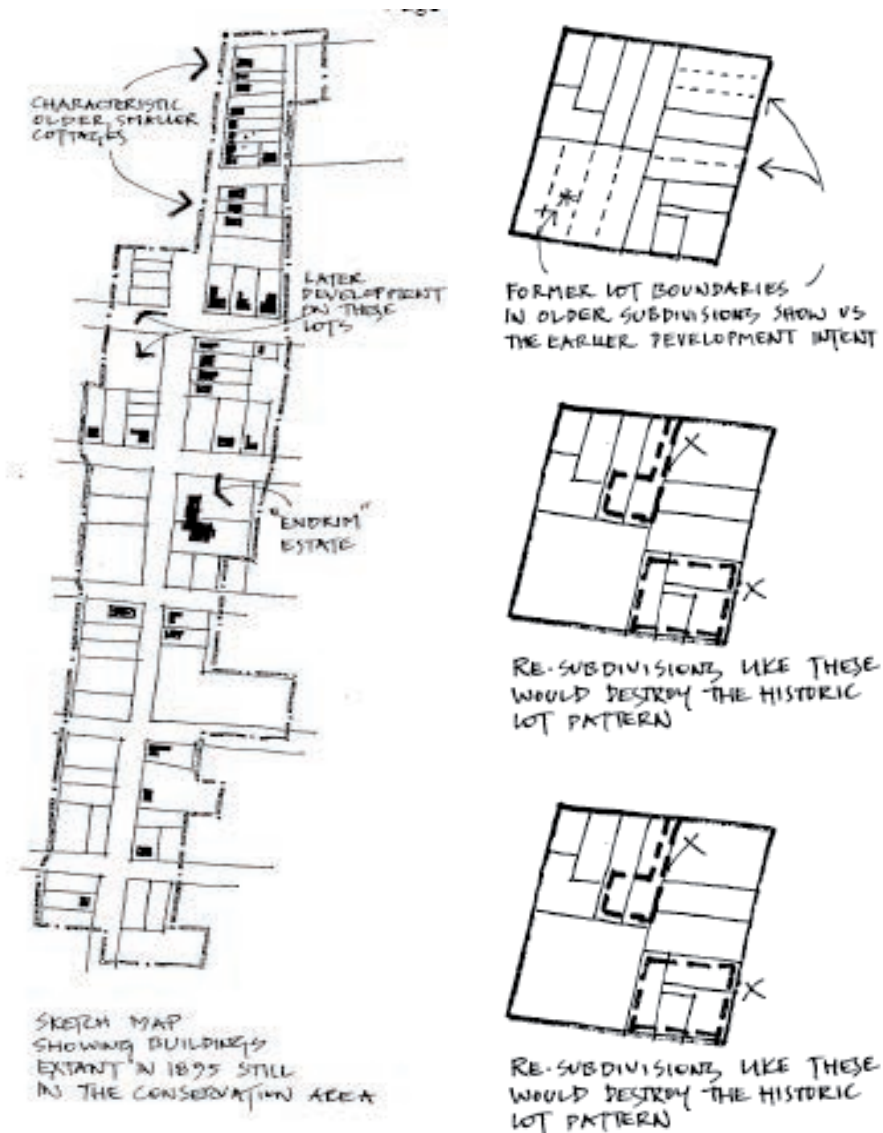 CHARACTERISTIC
OLDER SMALLER
COTTAGES
LATER
DEVELOPMENT
ON THESE
LOTS
"ENDRIM"
ESTATE
SKETCH MAP
SHOWING BUILDINGS
EXTANT IN 1895 STILL
IN THE CONSERVATION AREA
FORMER LOT BOUNDARIES
IN OLDER SUBDIVISIONS SHOW US
THE EARLIER DEVELOPMENT INTENT
RE-SUBDIVISIONS LIKE THESE
WOULD DESTROY THE HISTORIC
LOT PATTERN
RE-SUBDIVISIONS LIKE THESE
WOULD DESTROY THE HISTORIC
LOT PATTERN